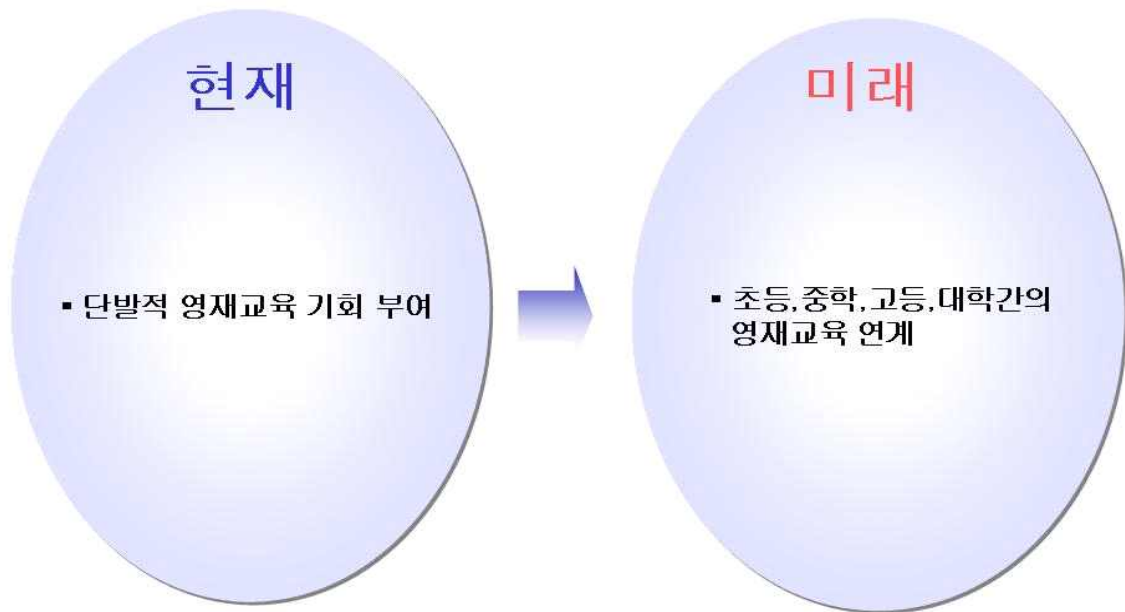 현재
▪ 단발적 영재교육 기회 부여
미래
▪ 초등,중학,고등,대학간의
영재교육 연계